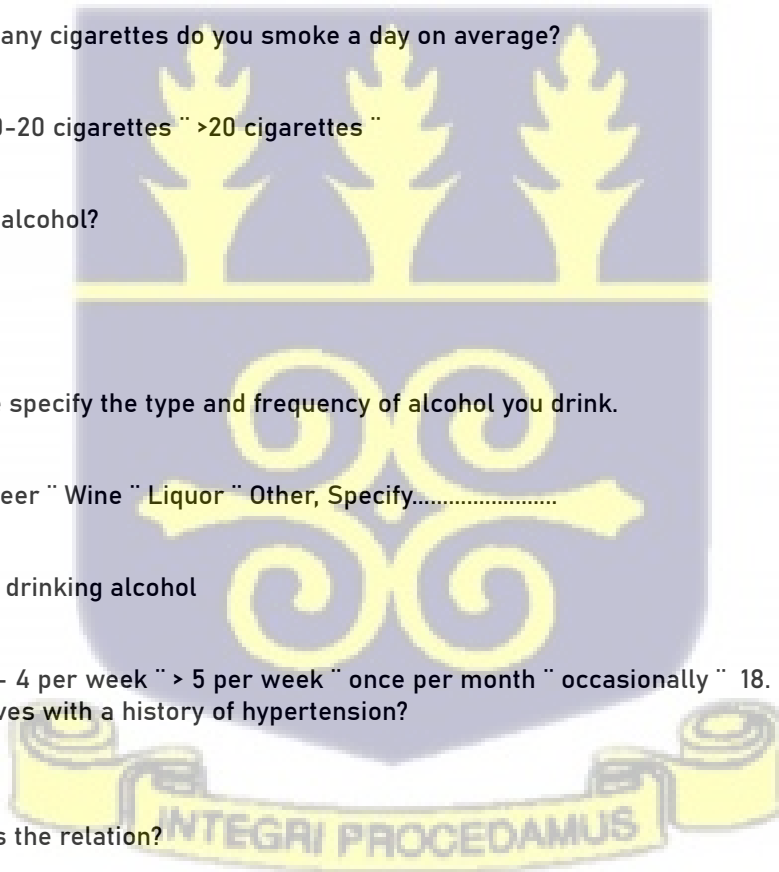 any cigarettes do you smoke a day on average?
0-20 cigarettes ¨ >20 cigarettes ¨
alcohol?
specify the type and frequency of alcohol you drink.
eer ¨ Wine ¨ Liquor ¨ Other, Specify........................
drinking alcohol
- 4 per week ¨ > 5 per week ¨ once per month ¨ occasionally ¨ 18.
ves with a history of hypertension?
s the relation?
INTEGRI PROCEDAMUS